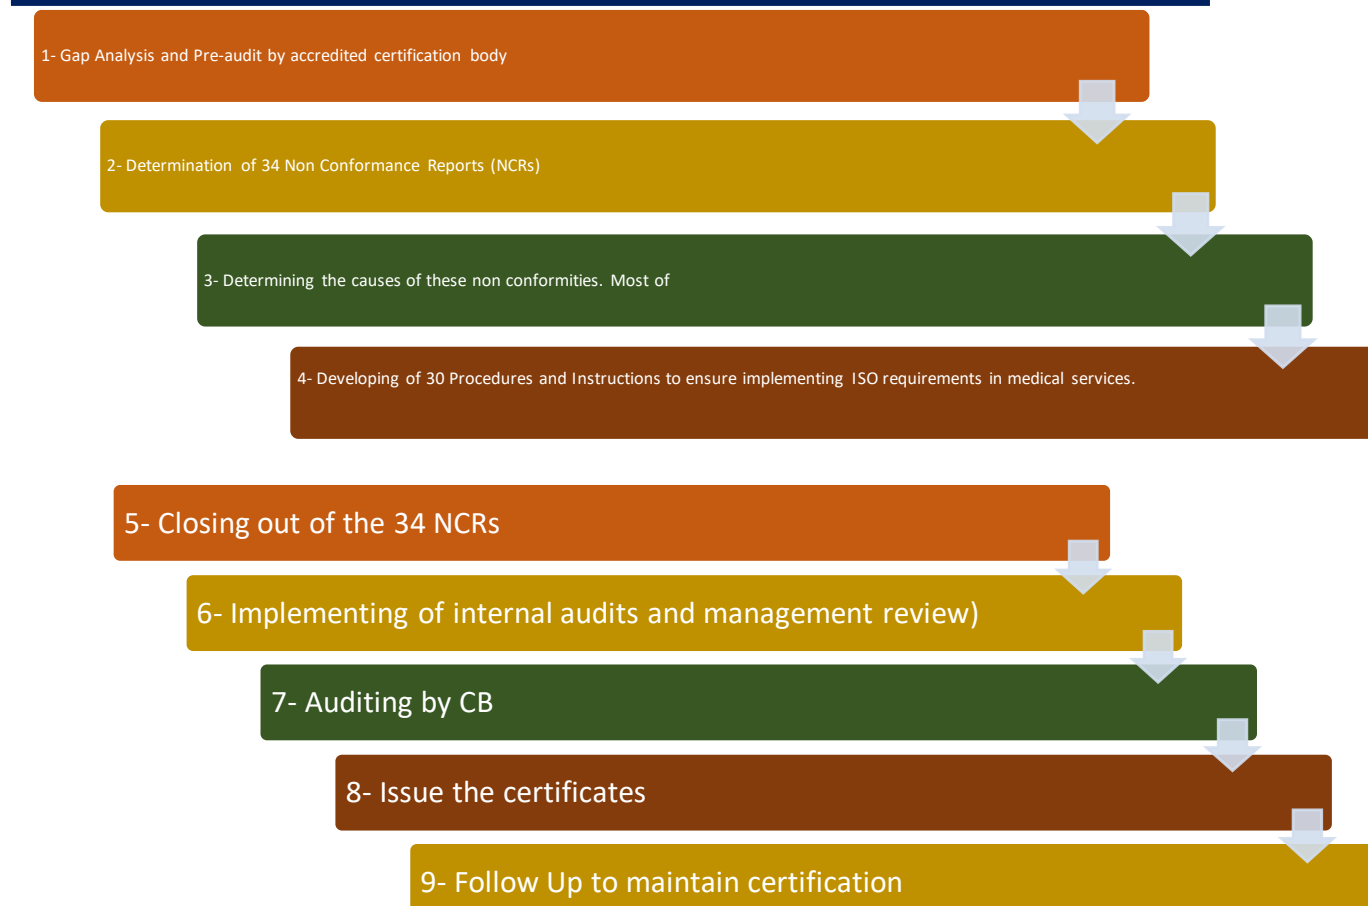 1- Gap Analysis and Pre-audit by accredited certification body
2- Determination of 34 Non Conformance Reports (NCRs)
3- Determining the causes of these non conformities. Most of
4- Developing of 30 Procedures and Instructions to ensure implementing ISO requirements in medical services.
5- Closing out of the 34 NCRs
6- Implementing of internal audits and management review)
7- Auditing by CB
8- Issue the certificates
9- Follow Up to maintain certification